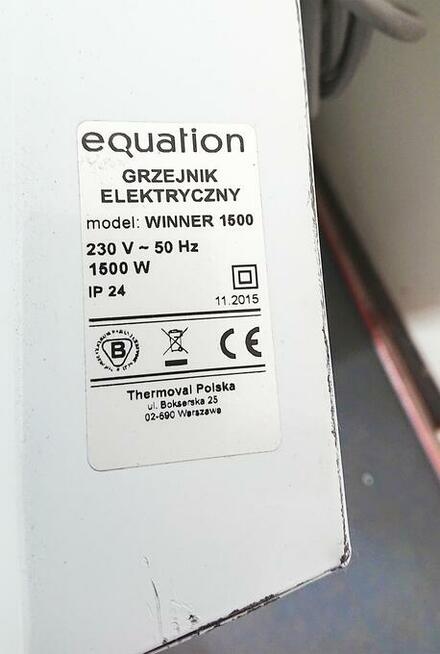 equation
GRZEJNIK
ELEKTRYCZNY
model: WINNER 1500
230 V ~ 50 Hz
1500 W
IP 24
11.2015
B
CE
Thermoval Polska
ul. Bokserska 25
02-690 Warszawa